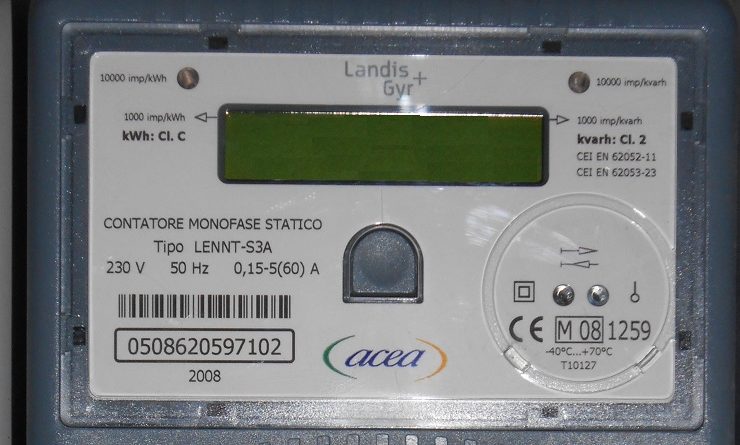 Landis
Gyr+
10000 imp/kWh
10000 imp/kvarh
1000 imp/kWh
1000 imp/kvarh
kWh: Cl. C
kvarh: Cl. 2
CEI EN 62052-11
CEI EN 62053-23
CONTATORE MONOFASE STATICO
Tipo LENNT-S3A
230 V 50 Hz 0,15-5(60) A
0508620597102
2008
acea
CE M 08 1259
-40°C...+70°C
T10127